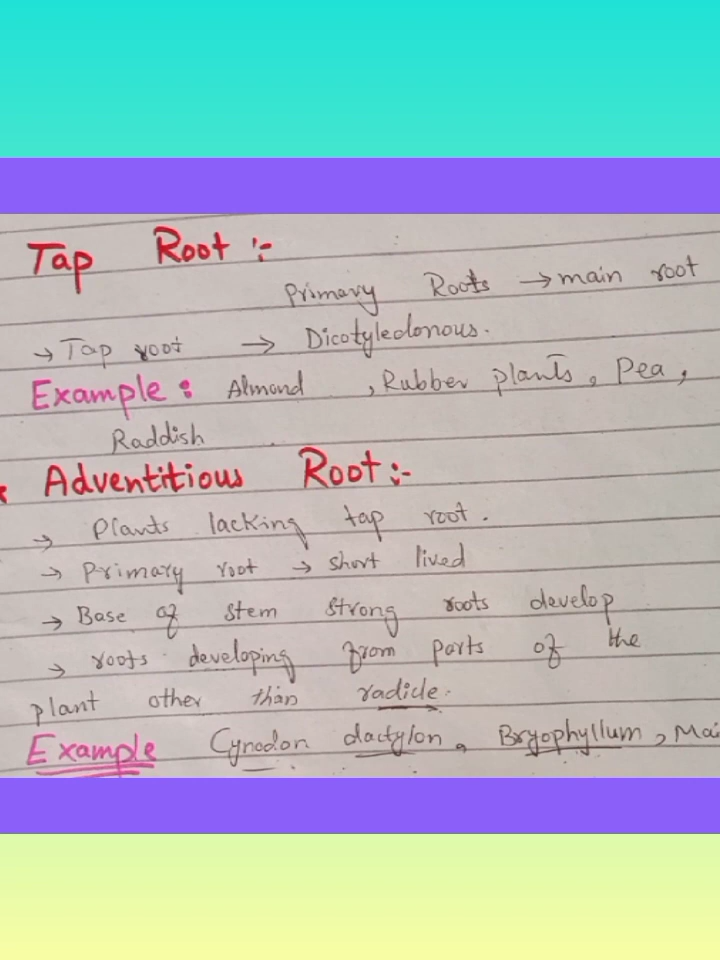 Tap Root :-
Primary Roots → main root
→ Tap root → Dicotyledonous.
Example : Almond , Rubber plants , Pea ,
Raddish
Adventitious Root :-
→ Plants lacking tap root .
→ Primary root → short lived
→ Base of stem strong roots develop
→ roots developing from parts of the
plant other than radicle .
Example Cynodon dactylon , Bryophyllum ,